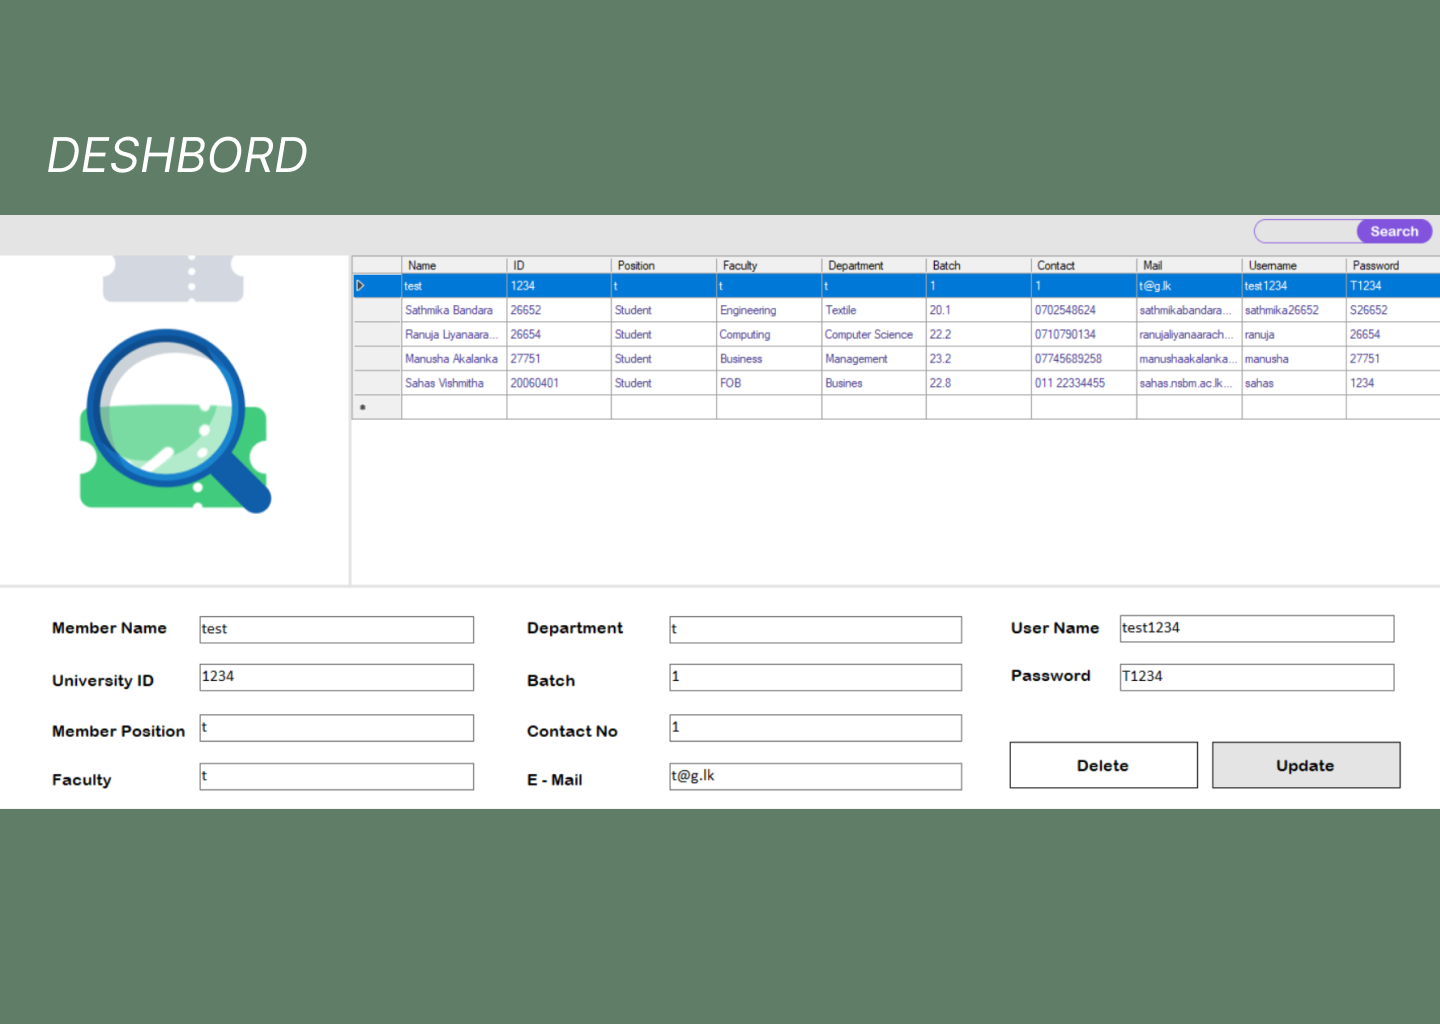 DESHBORD
Search
Name ID Position Faculty Department Batch Contact Mail Username Password
test 1234 t t t 1 1 t@g.lk test1234 T1234
Sathmika Bandara 26652 Student Engineering Textile 20.1 0702548624 sathmikabandara... sathmika26652 S26652
Ranuja Liyanaara... 26654 Student Computing Computer Science 22.2 0710790134 ranujaliyanaarach... ranuja 26654
Manusha Akalanka 27751 Student Business Management 23.2 07745689258 manushaakalanka... manusha 27751
Sahas Vishmitha 20060401 Student FOB Busines 22.8 011 22334455 sahas.nsbm.ac.lk... sahas 1234
*
Member Name test Department t User Name test1234
University ID 1234 Batch 1 Password T1234
Member Position t Contact No 1
Faculty t E - Mail t@g.lk
Delete Update